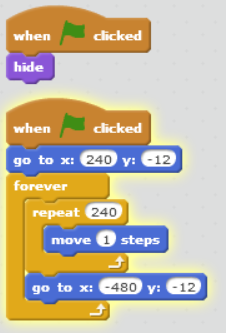 when clicked
hide
when clicked
go to x: 240 y: -12
forever
repeat 240
move 1 steps
go to x: -480 y: -12